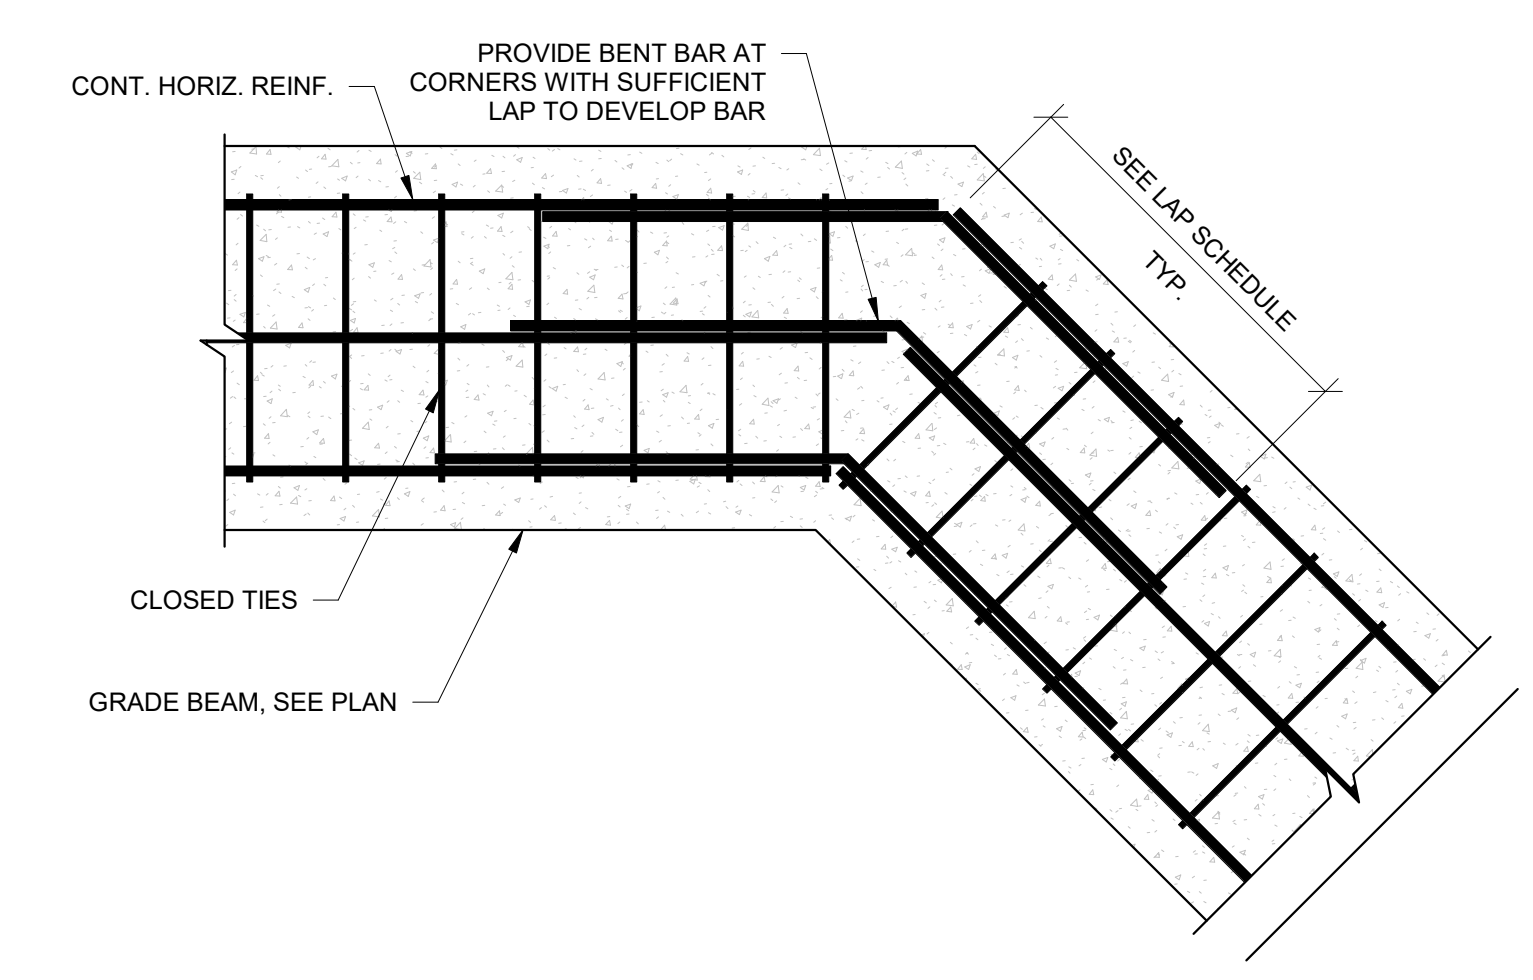 PROVIDE BENT BAR AT
CORNERS WITH SUFFICIENT
LAP TO DEVELOP BAR
CONT. HORIZ. REINF.
SEE LAP SCHEDULE
TYP.
CLOSED TIES
GRADE BEAM, SEE PLAN